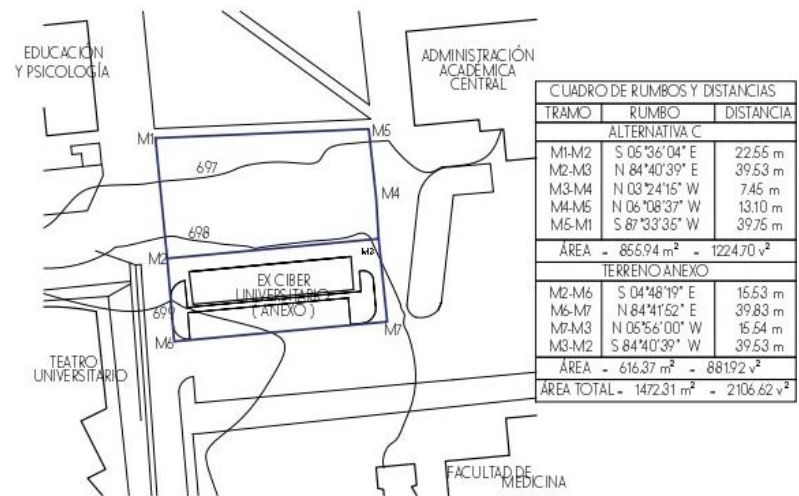 EDUCACIÓN
Y PSICOLOGÍA
ADMINISTRACIÓN
ACADÉMICA
CENTRAL
M1
M5
697
M4
698
M2
M3
EX CIBER
UNIVERSITARIO
( ANEXO )
699
M6
M7
TEATRO
UNIVERSITARIO
FACULTAD DE
MEDICINA
CUADRO DE RUMBOS Y DISTANCIAS
TRAMO RUMBO DISTANCIA
ALTERNATIVA C
M1-M2 S 05°36'04" E 22.55 m
M2-M3 N 84°40'39" E 39.53 m
M3-M4 N 03°24'15" W 7.45 m
M4-M5 N 06°08'37" W 13.10 m
M5-M1 S 87°33'35" W 39.75 m
ÁREA = 855.94 m² = 1224.70 v²
TERRENO ANEXO
M2-M6 S 04°48'19" E 15.53 m
M6-M7 N 84°41'52" E 39.83 m
M7-M3 N 05°56'00" W 15.54 m
M3-M2 S 84°40'39" W 39.53 m
ÁREA = 616.37 m² = 881.92 v²
ÁREA TOTAL = 1472.31 m² = 2106.62 v²